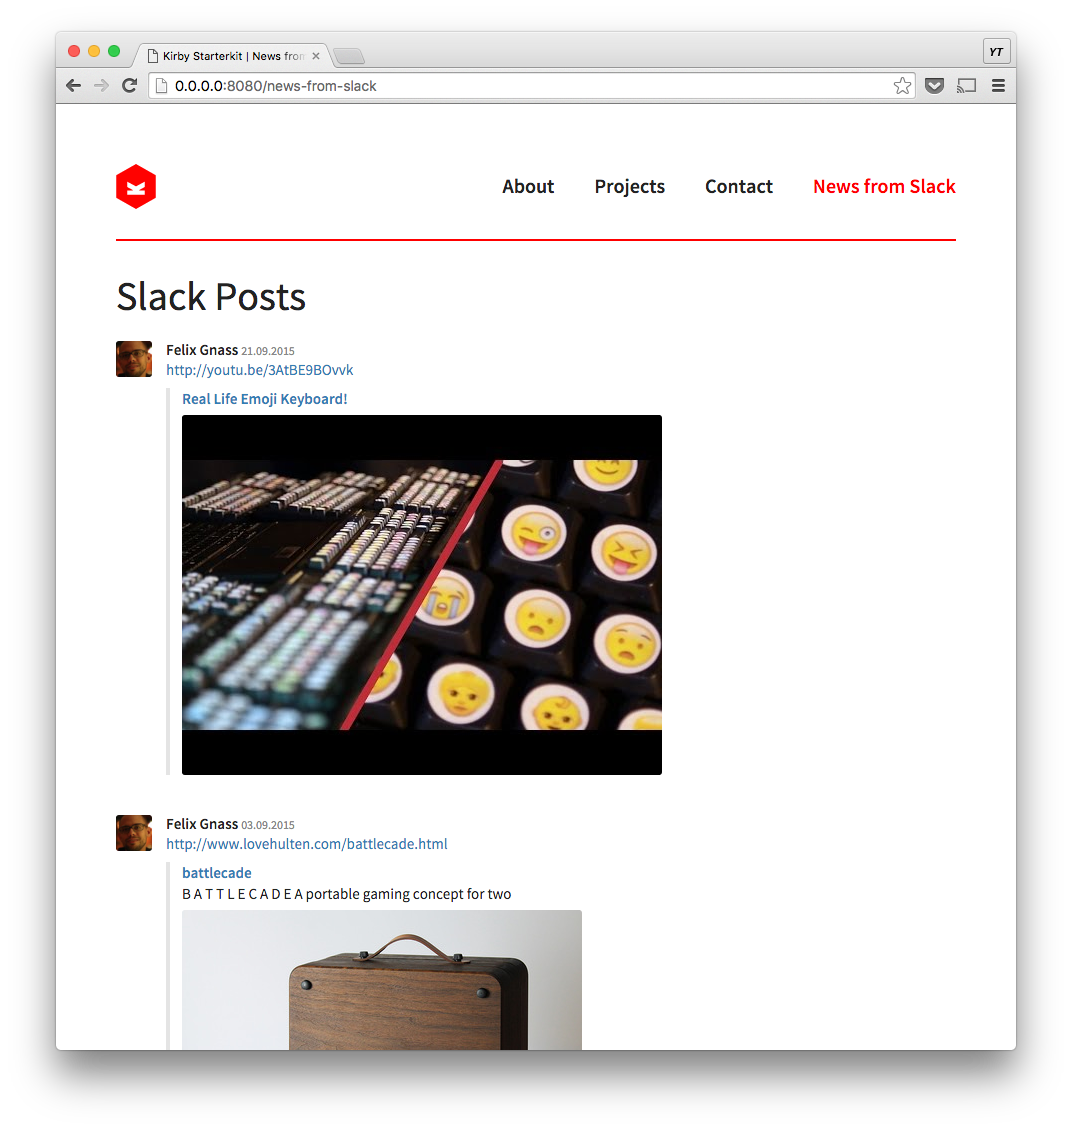 Kirby Starterkit | News from
YT
0.0.0.0:8080/news-from-slack
About
Projects
Contact
News from Slack
Slack Posts
Felix Gnass 21.09.2015
http://youtu.be/3AtBE9BOvvk
Real Life Emoji Keyboard!
Felix Gnass 03.09.2015
http://www.lovehulten.com/battlecade.html
battlecade
B A T T L E C A D E A portable gaming concept for two